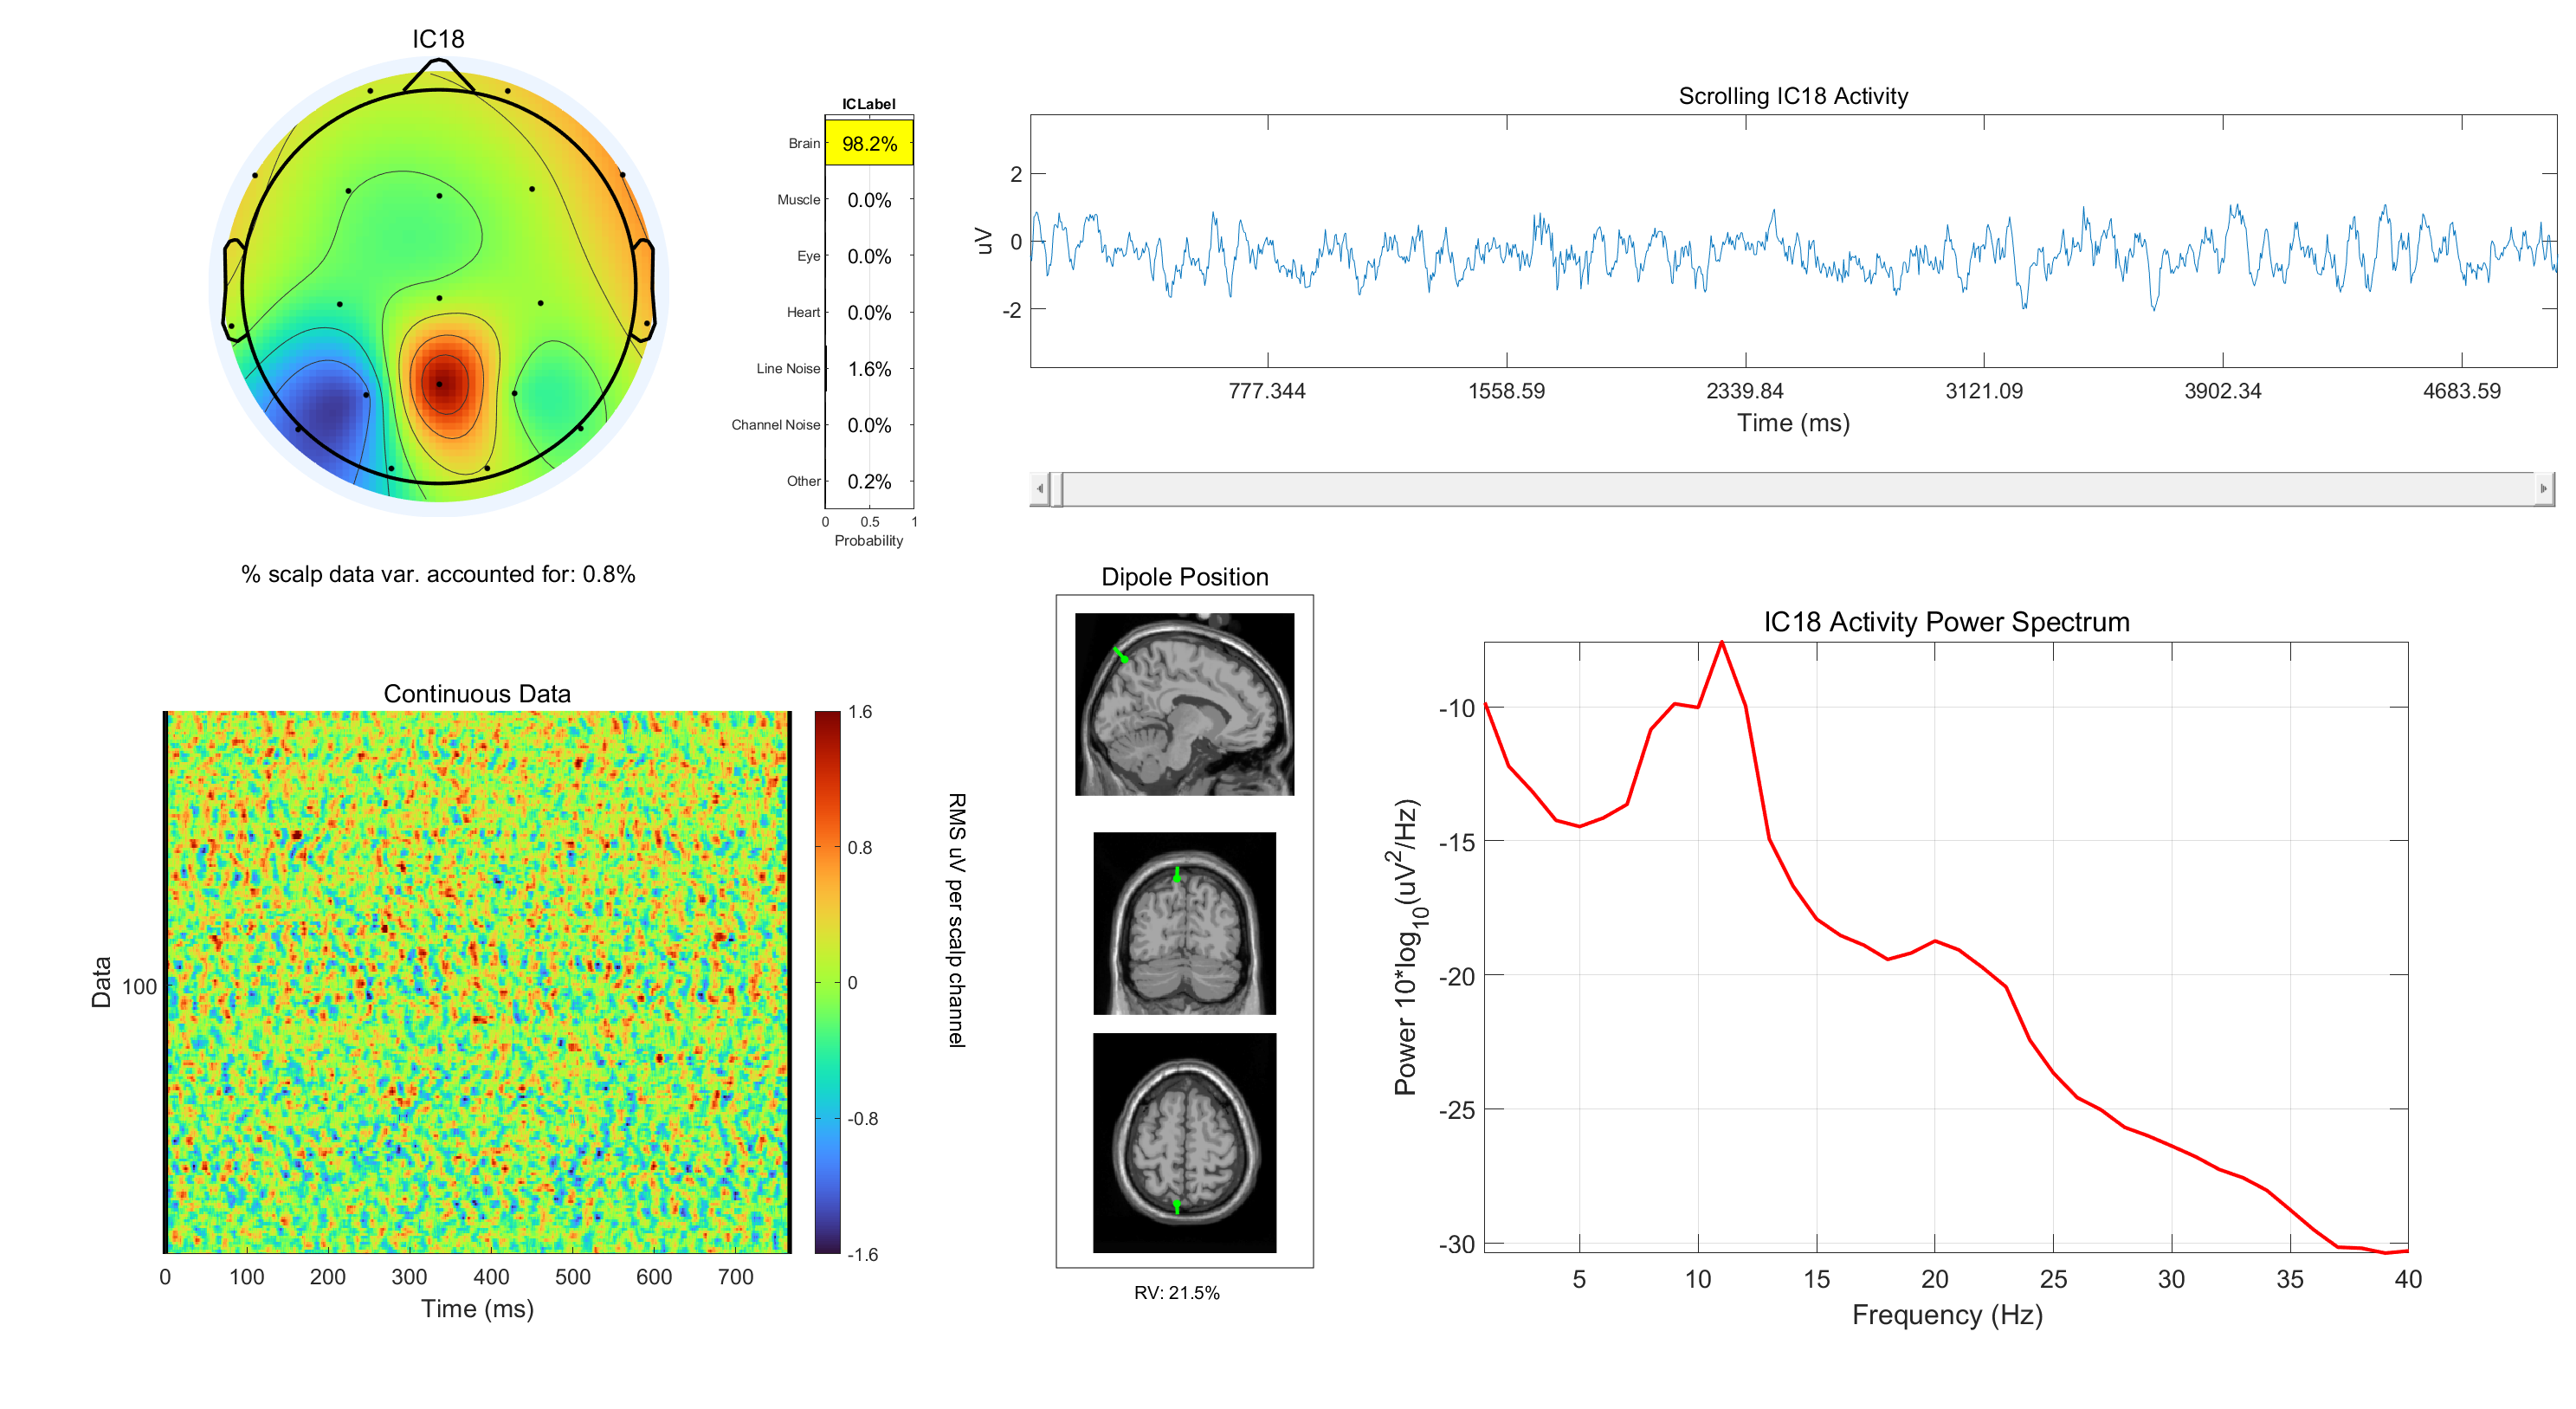 IC18
% scalp data var. accounted for: 0.8%
ICLabel
Brain 98.2%
Muscle 0.0%
Eye 0.0%
Heart 0.0%
Line Noise 1.6%
Channel Noise 0.0%
Other 0.2%
0 0.5 1
Probability
Scrolling IC18 Activity
uV
2
0
-2
777.344 1558.59 2339.84 3121.09 3902.34 4683.59
Time (ms)
Continuous Data
Data
100
0 100 200 300 400 500 600 700
Time (ms)
1.6
0.8
0
-0.8
-1.6
RMS uV per scalp channel
Dipole Position
RV: 21.5%
IC18 Activity Power Spectrum
Power 10*log10(uV2/Hz)
-10
-15
-20
-25
-30
5 10 15 20 25 30 35 40
Frequency (Hz)